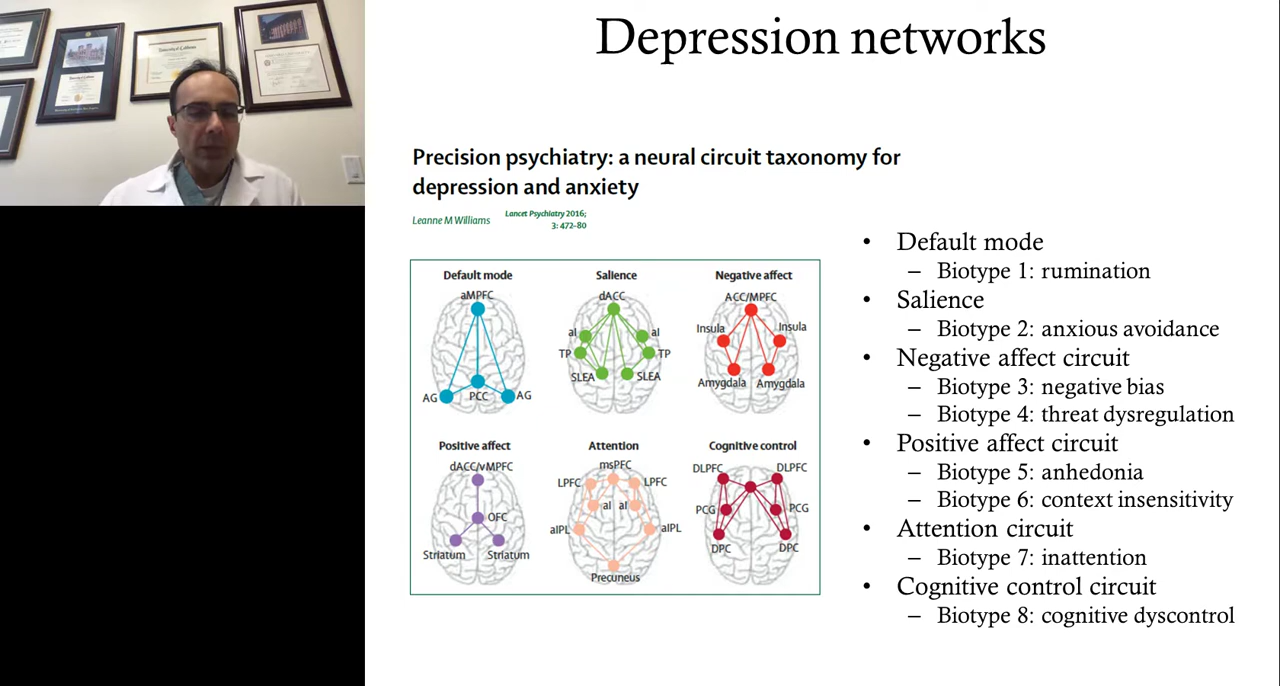 Depression networks
Precision psychiatry: a neural circuit taxonomy for
depression and anxiety
Leanne M Williams
Lancet Psychiatry 2016;
3: 472–80
Default mode
aMPFC
AG
PCC
AG
Salience
dACC
aI
aI
TP
TP
SLEA
SLEA
Negative affect
ACC/MPFC
Insula
Insula
Amygdala
Amygdala
Positive affect
dACC/vMPFC
OFC
Striatum
Striatum
Attention
msPFC
LPFC
LPFC
aI
aI
aIPL
aIPL
Precuneus
Cognitive control
DLPFC
DLPFC
PCG
PCG
DPC
DPC
• Default mode
– Biotype 1: rumination
• Salience
– Biotype 2: anxious avoidance
• Negative affect circuit
– Biotype 3: negative bias
– Biotype 4: threat dysregulation
• Positive affect circuit
– Biotype 5: anhedonia
– Biotype 6: context insensitivity
• Attention circuit
– Biotype 7: inattention
• Cognitive control circuit
– Biotype 8: cognitive dyscontrol